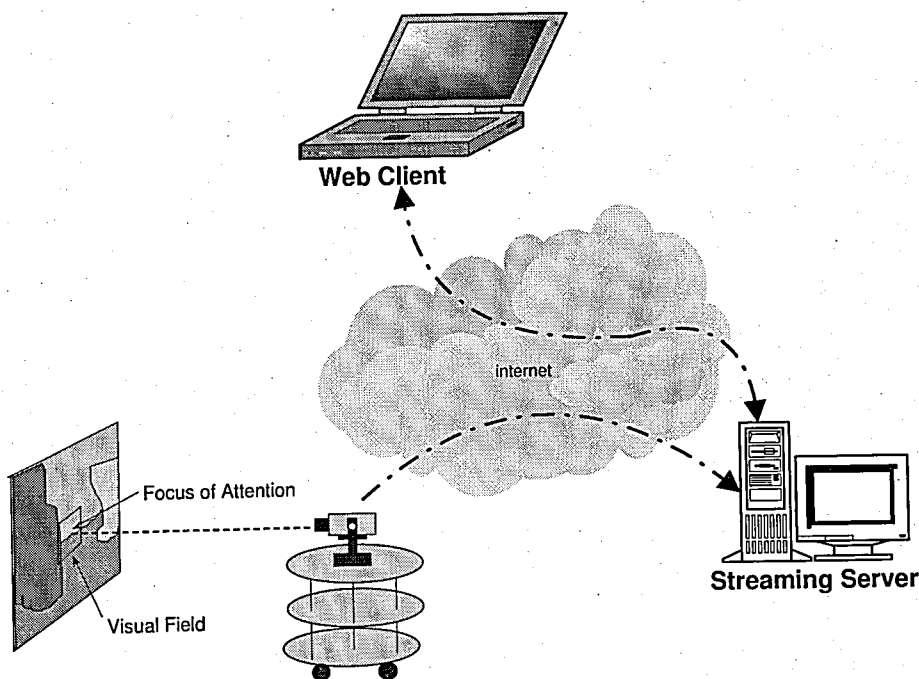 Web Client
internet
Focus of Attention
Streaming Server
Visual Field